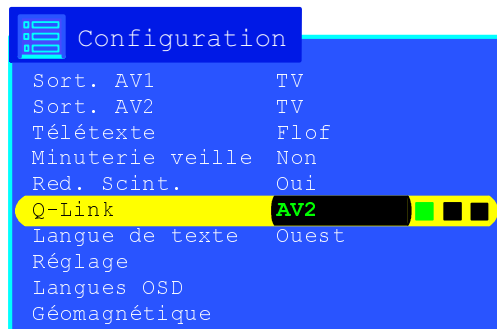 Configuration
Sort. AV1 TV
Sort. AV2 TV
Télétexte Flof
Minuterie veille Non
Red. Scint. Oui
Q-Link AV2
Langue de texte Ouest
Réglage
Langues OSD
Géomagnétique